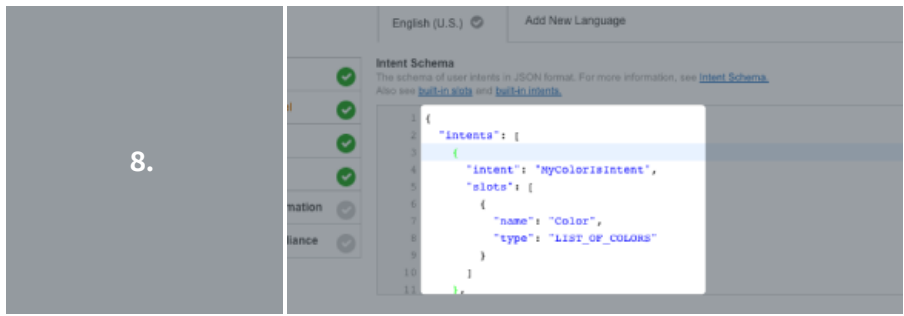 8.
English (U.S.)
Add New Language
Intent Schema
The schema of user intents in JSON format. For more information, see Intent Schema.
Also see built-in slots and built-in intents.
1 {
2 "intents": [
3 {
4 "intent": "MyColorIsIntent",
5 "slots": [
6 {
7 "name": "Color",
8 "type": "LIST_OF_COLORS"
9 }
10 ]
11 },
el
mation
liance